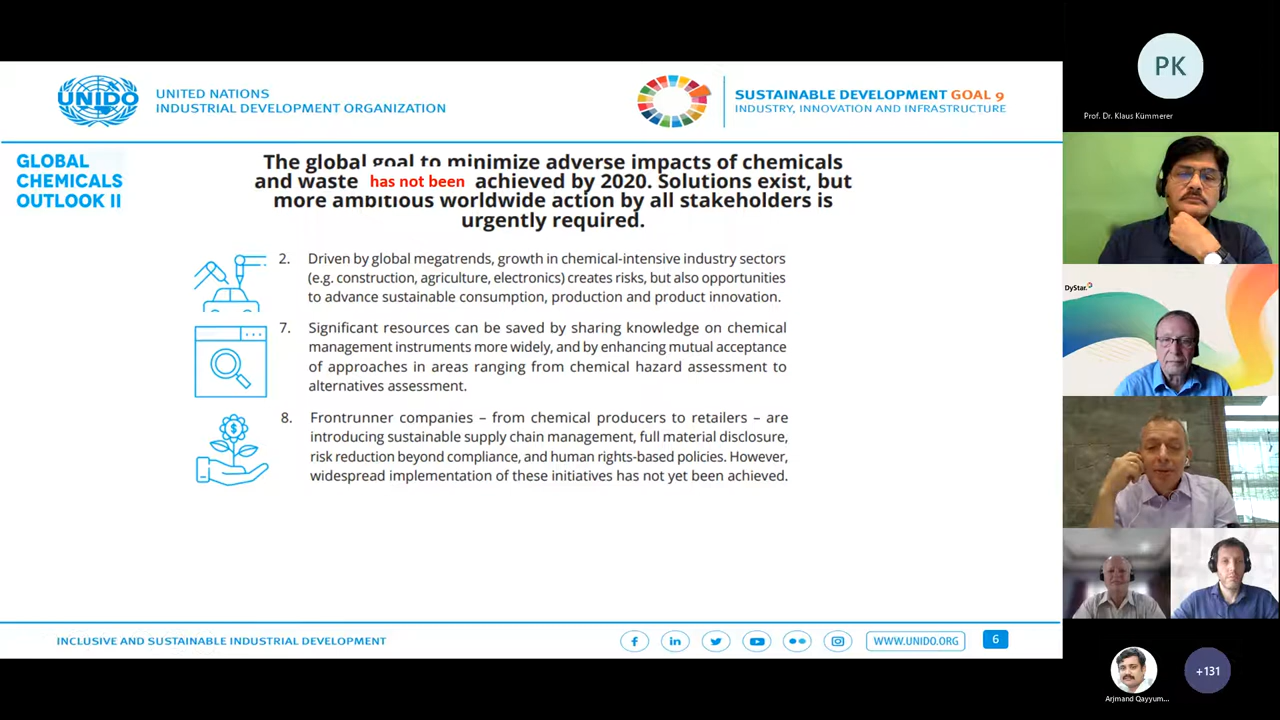 UNIDO
UNITED NATIONS
INDUSTRIAL DEVELOPMENT ORGANIZATION
SUSTAINABLE DEVELOPMENT GOAL 9
INDUSTRY, INNOVATION AND INFRASTRUCTURE
GLOBAL
CHEMICALS
OUTLOOK II
The global goal to minimize adverse impacts of chemicals
and waste has not been achieved by 2020. Solutions exist, but
more ambitious worldwide action by all stakeholders is
urgently required.
2. Driven by global megatrends, growth in chemical-intensive industry sectors
(e.g. construction, agriculture, electronics) creates risks, but also opportunities
to advance sustainable consumption, production and product innovation.
7. Significant resources can be saved by sharing knowledge on chemical
management instruments more widely, and by enhancing mutual acceptance
of approaches in areas ranging from chemical hazard assessment to
alternatives assessment.
$
8. Frontrunner companies – from chemical producers to retailers – are
introducing sustainable supply chain management, full material disclosure,
risk reduction beyond compliance, and human rights-based policies. However,
widespread implementation of these initiatives has not yet been achieved.
INCLUSIVE AND SUSTAINABLE INDUSTRIAL DEVELOPMENT
f
in
WWW.UNIDO.ORG
6
PK
Prof. Dr. Klaus Kümmerer
DyStar.
Arjmand Qayyum...
+131